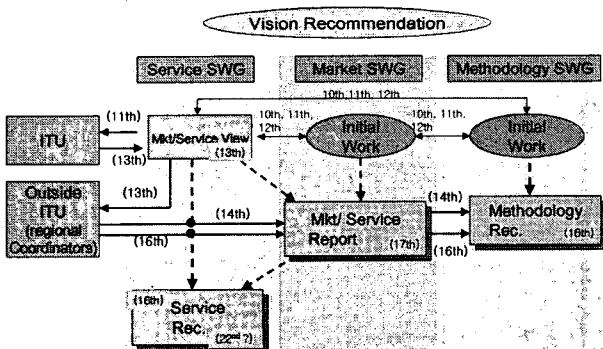 Vision Recommendation
Service SWG
Market SWG
Methodology SWG
10th, 11th, 12th
(11th)
10th, 11th,
12th
10th, 11th,
12th
ITU
Mkt/Service View
(13th)
Initial
Work
Initial
Work
(13th)
(13th)
Outside
ITU
(regional
Coordinators)
(14th)
(16th)
Mkt/ Service
Report
(17th)
(14th)
(16th)
Methodology
Rec.
(16th)
(16th)
Service
Rec.
(22nd ?)